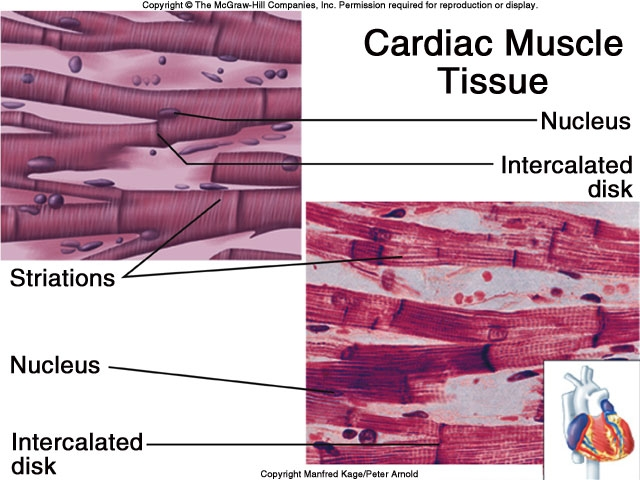 Copyright © The McGraw-Hill Companies, Inc. Permission required for reproduction or display.
Cardiac Muscle
Tissue
Nucleus
Intercalated
disk
Striations
Nucleus
Intercalated
disk
Copyright Manfred Kage/Peter Arnold